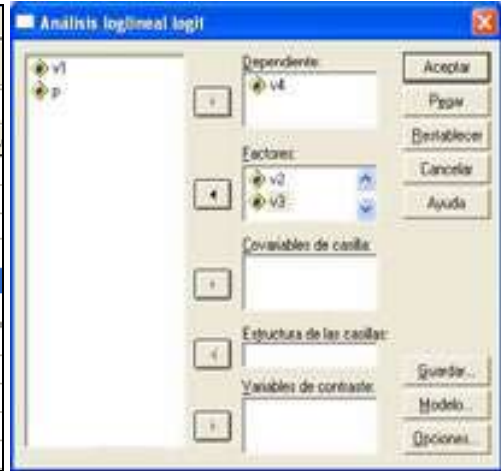 Análisis loglineal logit
v1
p
Dependiente:
v4
Factores:
v2
v3
Covariables de casilla:
Estructura de las casillas:
Variables de contraste:
Aceptar
Pegar
Restablecer
Cancelar
Ayuda
Guardar...
Modelo...
Opciones...